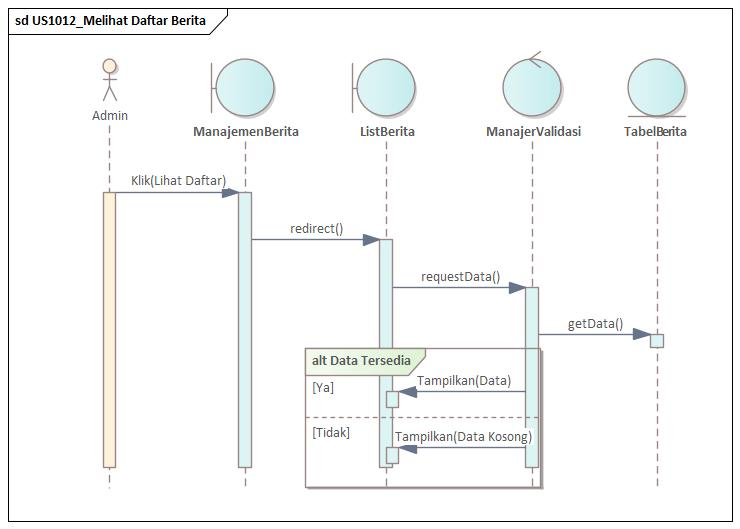 sd US1012_Melihat Daftar Berita
Admin
ManajemenBerita
ListBerita
ManajerValidasi
TabelBerita
Klik(Lihat Daftar)
redirect()
requestData()
getData()
alt Data Tersedia
[Ya]
Tampilkan(Data)
[Tidak]
Tampilkan(Data Kosong)